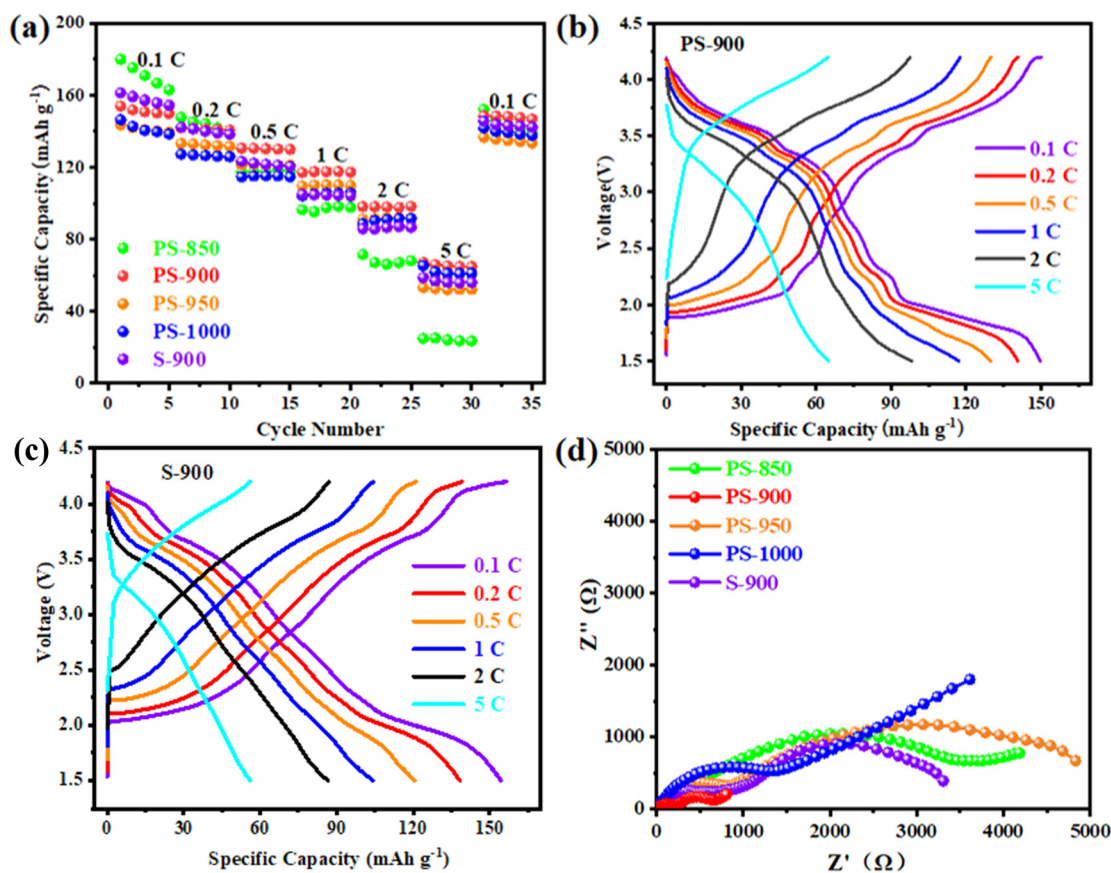 (a)
200
160
120
80
40
0
Specific Capacity (mAh g-1)
0.1 C
0.2 C
0.5 C
1 C
2 C
5 C
0.1 C
PS-850
PS-900
PS-950
PS-1000
S-900
0 5 10 15 20 25 30 35
Cycle Number
(b)
PS-900
4.5
4.0
3.5
3.0
2.5
2.0
1.5
Voltage(V)
0.1 C
0.2 C
0.5 C
1 C
2 C
5 C
0 30 60 90 120 150
Specific Capacity (mAh g-1)
(c)
S-900
4.5
4.0
3.5
3.0
2.5
2.0
1.5
Voltage (V)
0.1 C
0.2 C
0.5 C
1 C
2 C
5 C
0 30 60 90 120 150
Specific Capacity (mAh g-1)
(d)
5000
4000
3000
2000
1000
0
Z'' (Ω)
PS-850
PS-900
PS-950
PS-1000
S-900
0 1000 2000 3000 4000 5000
Z' (Ω)